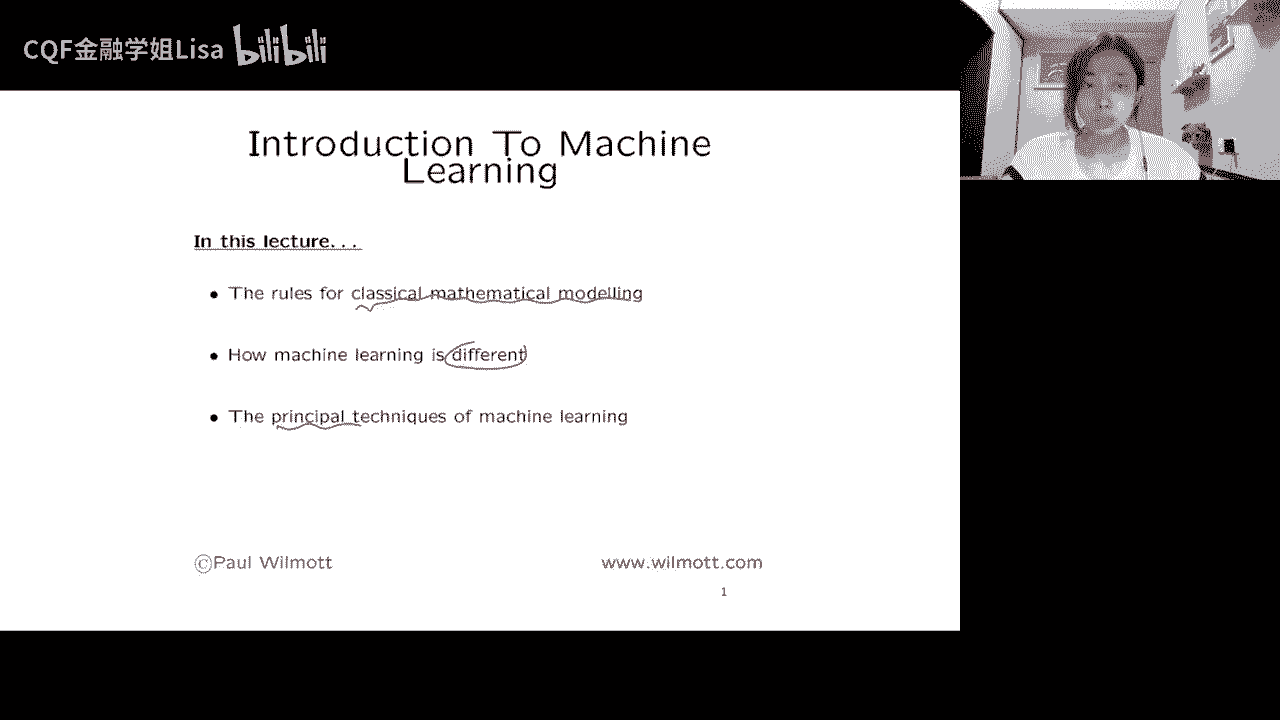 CQF金融学姐Lisa bilibili
Introduction To Machine
Learning
In this lecture...
• The rules for classical mathematical modelling
• How machine learning is different
• The principal techniques of machine learning
©Paul Wilmott
www.wilmott.com
1